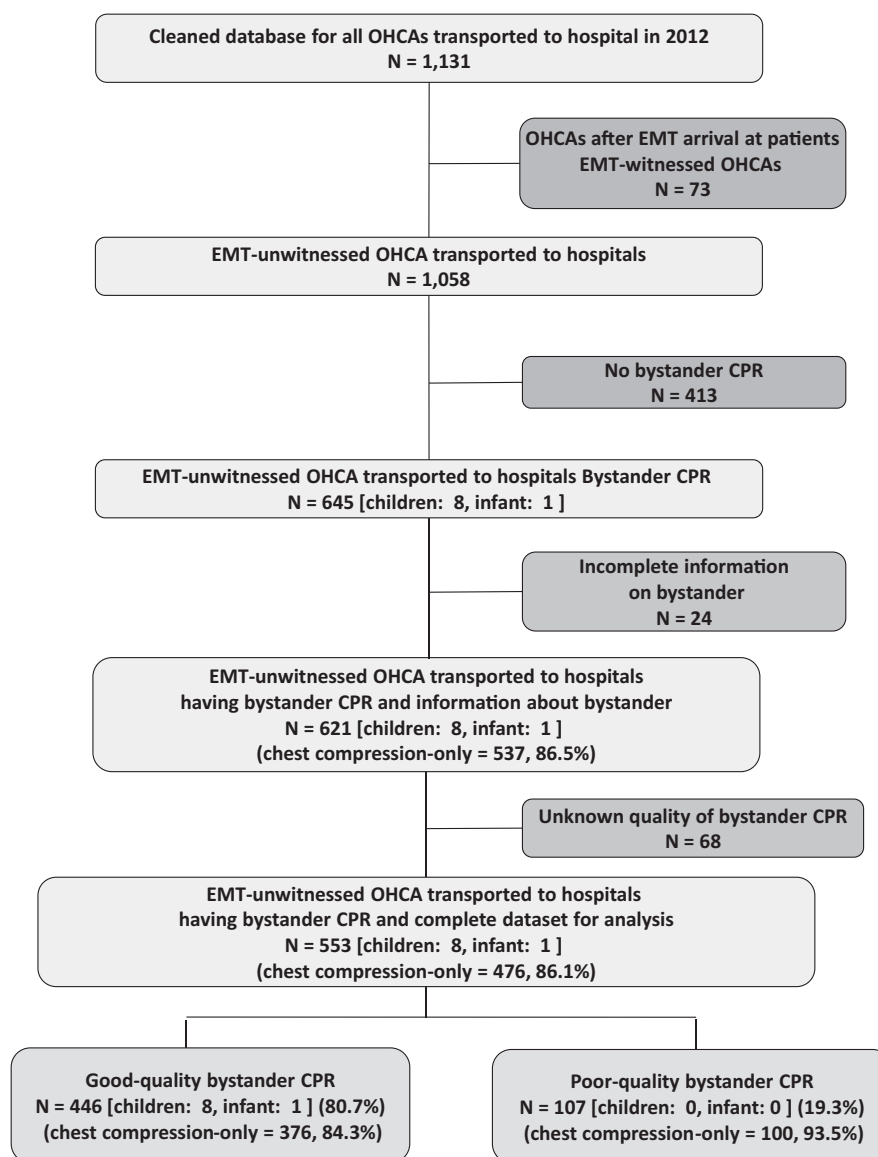 Cleaned database for all OHCAs transported to hospital in 2012
N = 1,131
OHCAs after EMT arrival at patients
EMT-witnessed OHCAs
N = 73
EMT-unwitnessed OHCA transported to hospitals
N = 1,058
No bystander CPR
N = 413
EMT-unwitnessed OHCA transported to hospitals Bystander CPR
N = 645 [children: 8, infant: 1 ]
Incomplete information
on bystander
N = 24
EMT-unwitnessed OHCA transported to hospitals
having bystander CPR and information about bystander
N = 621 [children: 8, infant: 1 ]
(chest compression-only = 537, 86.5%)
Unknown quality of bystander CPR
N = 68
EMT-unwitnessed OHCA transported to hospitals
having bystander CPR and complete dataset for analysis
N = 553 [children: 8, infant: 1 ]
(chest compression-only = 476, 86.1%)
Good-quality bystander CPR
N = 446 [children: 8, infant: 1 ] (80.7%)
(chest compression-only = 376, 84.3%)
Poor-quality bystander CPR
N = 107 [children: 0, infant: 0 ] (19.3%)
(chest compression-only = 100, 93.5%)